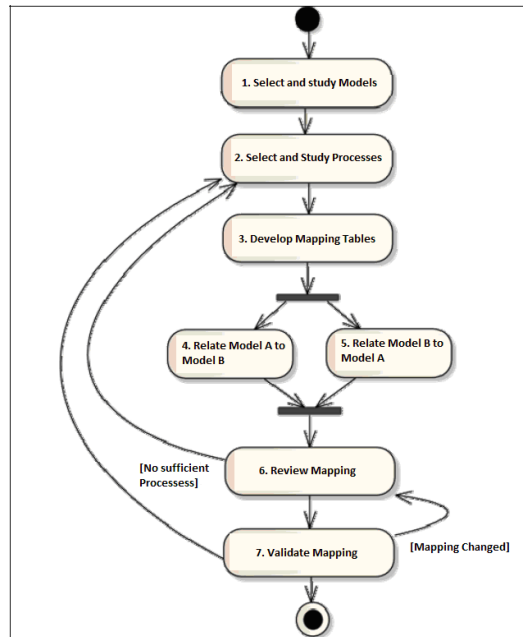 1. Select and study Models
2. Select and Study Processes
3. Develop Mapping Tables
4. Relate Model A to
Model B
5. Relate Model B to
Model A
[No sufficient
Processess]
6. Review Mapping
7. Validate Mapping
[Mapping Changed]